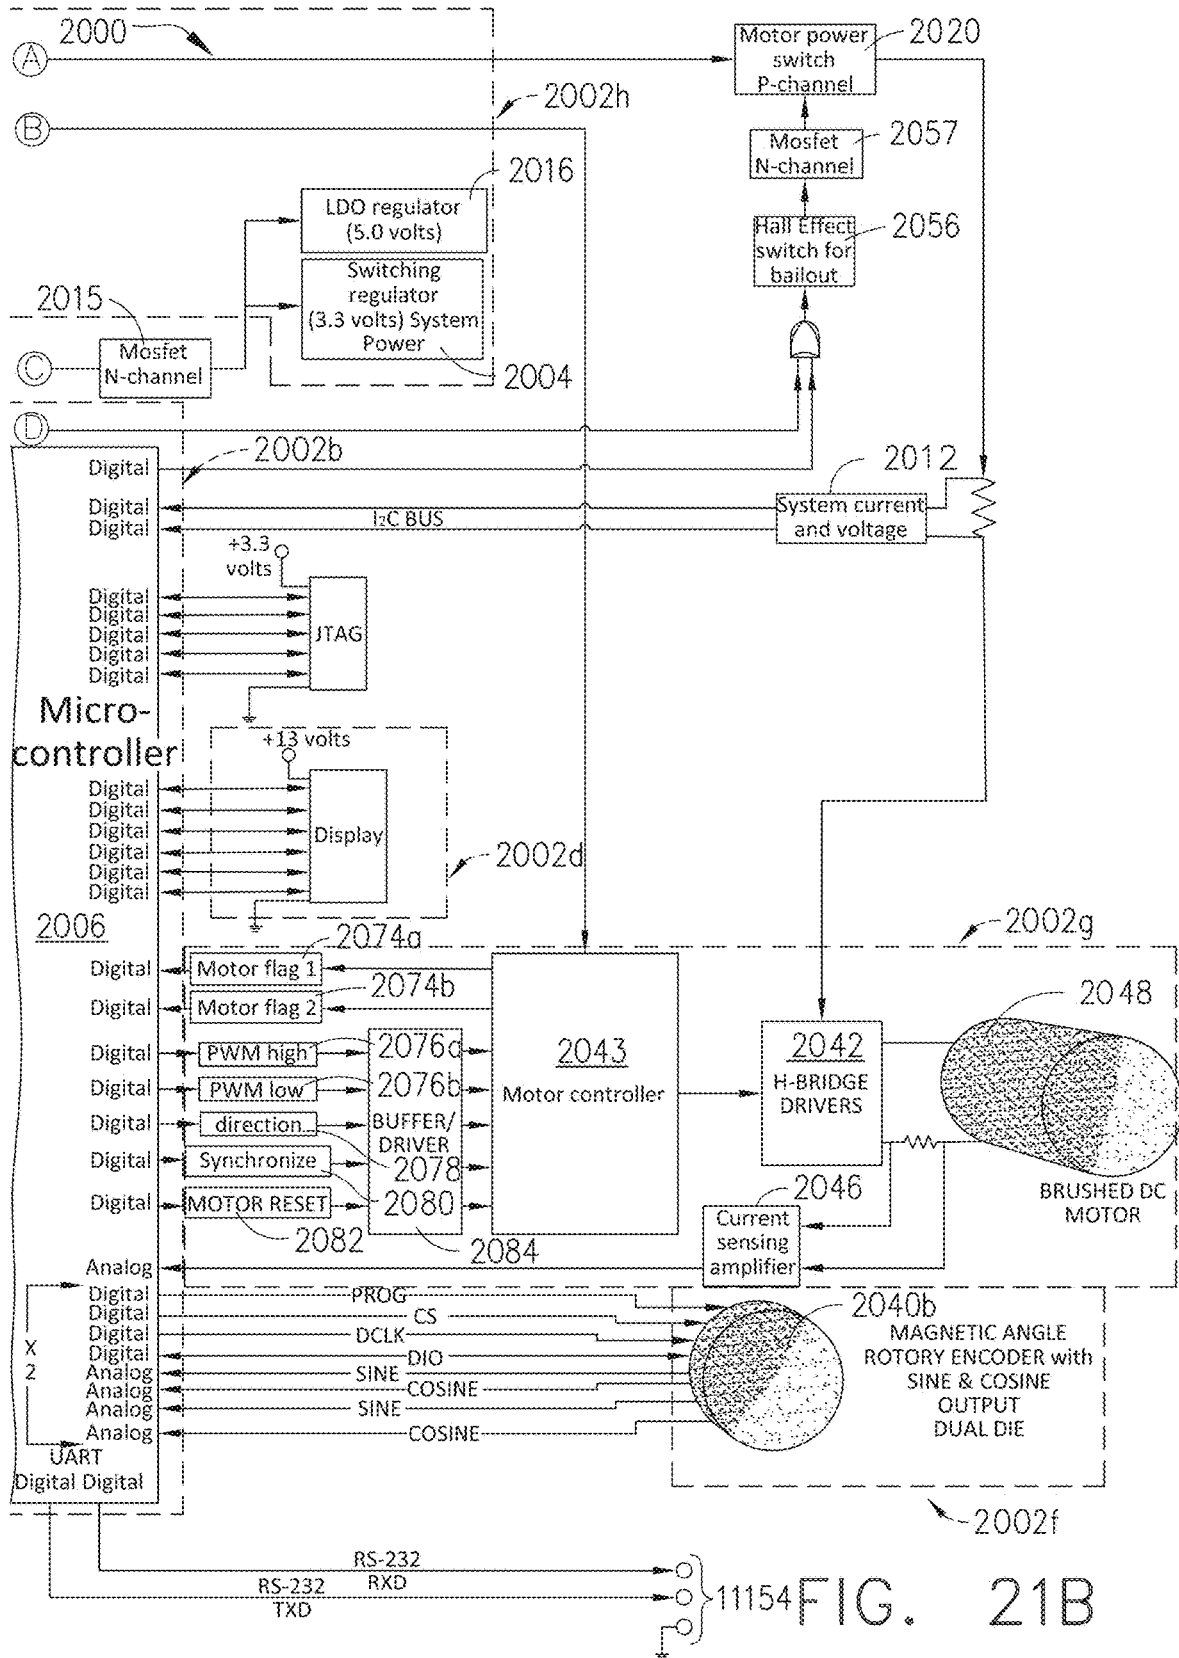 2000
A
Motor power
switch
P-channel
2020
2002h
B
Mosfet
N-channel
2057
2016
LDO regulator
(5.0 volts)
Hall Effect
switch for
bailout
2056
Switching
regulator
(3.3 volts) System
Power
2015
Mosfet
N-channel
C
2004
D
2002b
Digital
2012
Digital
System current
and voltage
I2C BUS
Digital
+3.3
volts
Digital
Digital
Digital
Digital
Digital
JTAG
Micro-
controller
+13 volts
Digital
Digital
Digital
Digital
Digital
Digital
Display
2002d
2006
2074a
2002g
Digital
Motor flag 1
2074b
Digital
Motor flag 2
2048
Digital
PWM high
2076a
2043
Motor controller
2042
H-BRIDGE
DRIVERS
Digital
PWM low
2076b
Digital
direction
BUFFER/
DRIVER
2078
Digital
Synchronize
2080
2046
BRUSHED DC
MOTOR
Digital
MOTOR RESET
2082
2084
Current
sensing
amplifier
Analog
Digital
PROG
2040b
Digital
CS
Digital
DCLK
MAGNETIC ANGLE
ROTORY ENCODER with
SINE & COSINE
OUTPUT
DUAL DIE
X
2
Digital
DIO
Analog
SINE
Analog
COSINE
Analog
SINE
Analog
COSINE
UART
Digital Digital
2002f
RS-232
RXD
RS-232
TXD
11154
FIG. 21B